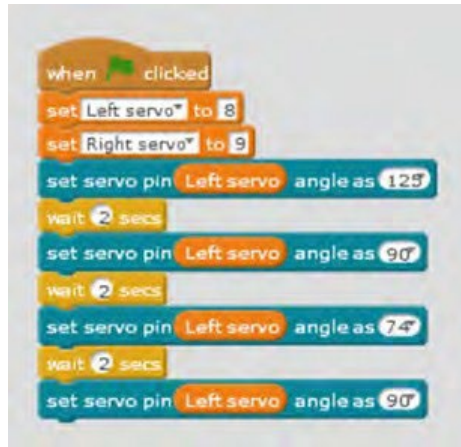 when clicked
set Left servo to 8
set Right servo to 9
set servo pin Left servo angle as 125
wait 2 secs
set servo pin Left servo angle as 90
wait 2 secs
set servo pin Left servo angle as 74
wait 2 secs
set servo pin Left servo angle as 90